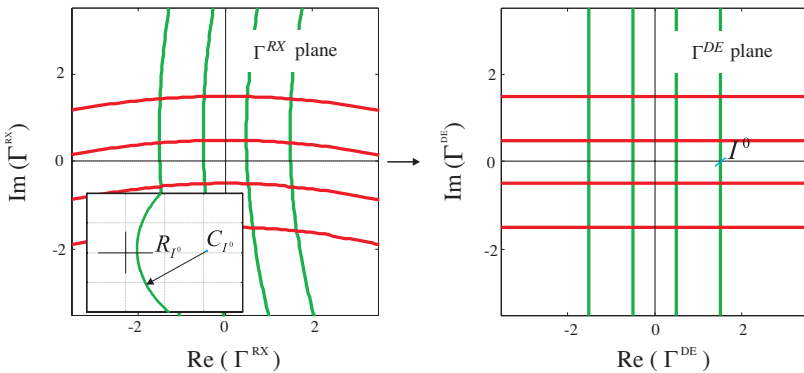 Γ^RX plane
Im (Γ^RX)
2
0
-2
R_I⁰
C_I⁰
-2
0
2
Re ( Γ^RX )
Γ^DE plane
Im (Γ^DE)
2
0
-2
I⁰
-2
0
2
Re ( Γ^DE )